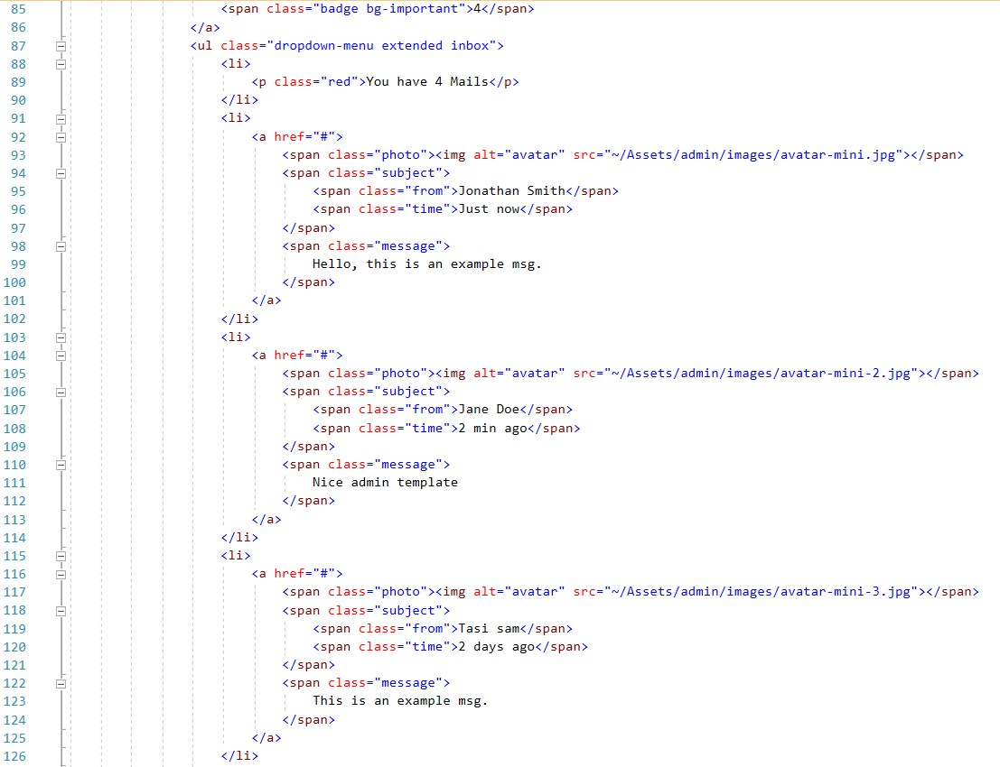 85 <span class="badge bg-important">4</span>
86 </a>
87 <ul class="dropdown-menu extended inbox">
88 <li>
89 <p class="red">You have 4 Mails</p>
90 </li>
91 <li>
92 <a href="#">
93 <span class="photo"><img alt="avatar" src="~/Assets/admin/images/avatar-mini.jpg"></span>
94 <span class="subject">
95 <span class="from">Jonathan Smith</span>
96 <span class="time">Just now</span>
97 </span>
98 <span class="message">
99 Hello, this is an example msg.
100 </span>
101 </a>
102 </li>
103 <li>
104 <a href="#">
105 <span class="photo"><img alt="avatar" src="~/Assets/admin/images/avatar-mini-2.jpg"></span>
106 <span class="subject">
107 <span class="from">Jane Doe</span>
108 <span class="time">2 min ago</span>
109 </span>
110 <span class="message">
111 Nice admin template
112 </span>
113 </a>
114 </li>
115 <li>
116 <a href="#">
117 <span class="photo"><img alt="avatar" src="~/Assets/admin/images/avatar-mini-3.jpg"></span>
118 <span class="subject">
119 <span class="from">Tasi sam</span>
120 <span class="time">2 days ago</span>
121 </span>
122 <span class="message">
123 This is an example msg.
124 </span>
125 </a>
126 </li>